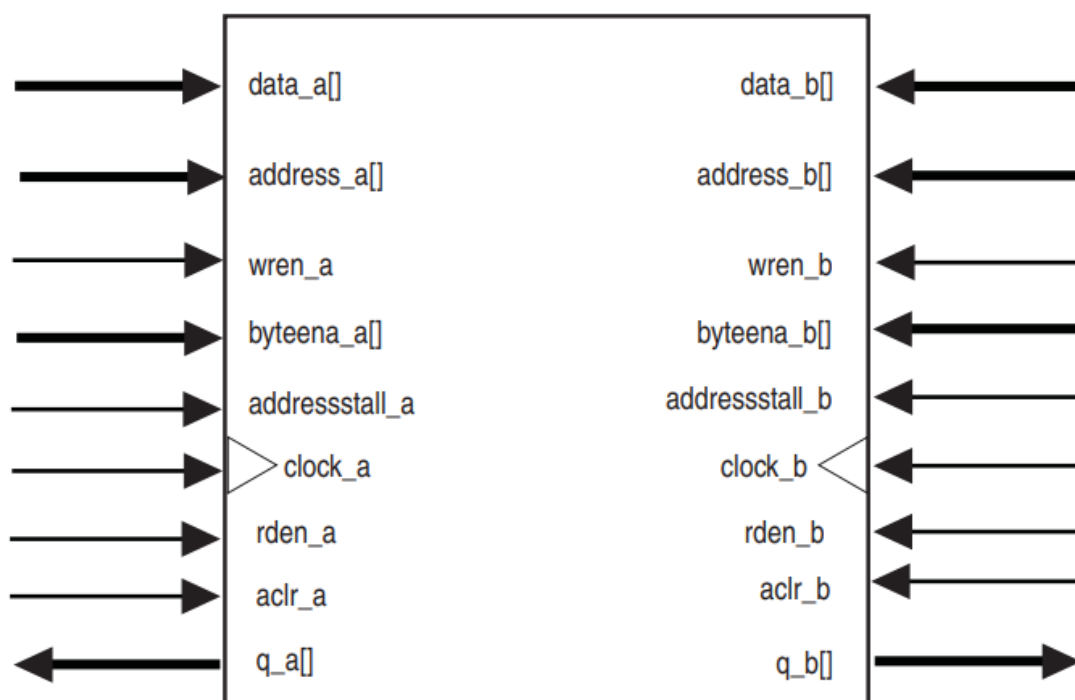 data_a[] data_b[]
address_a[] address_b[]
wren_a wren_b
byteena_a[] byteena_b[]
addressstall_a addressstall_b
clock_a clock_b
rden_a rden_b
aclr_a aclr_b
q_a[] q_b[]